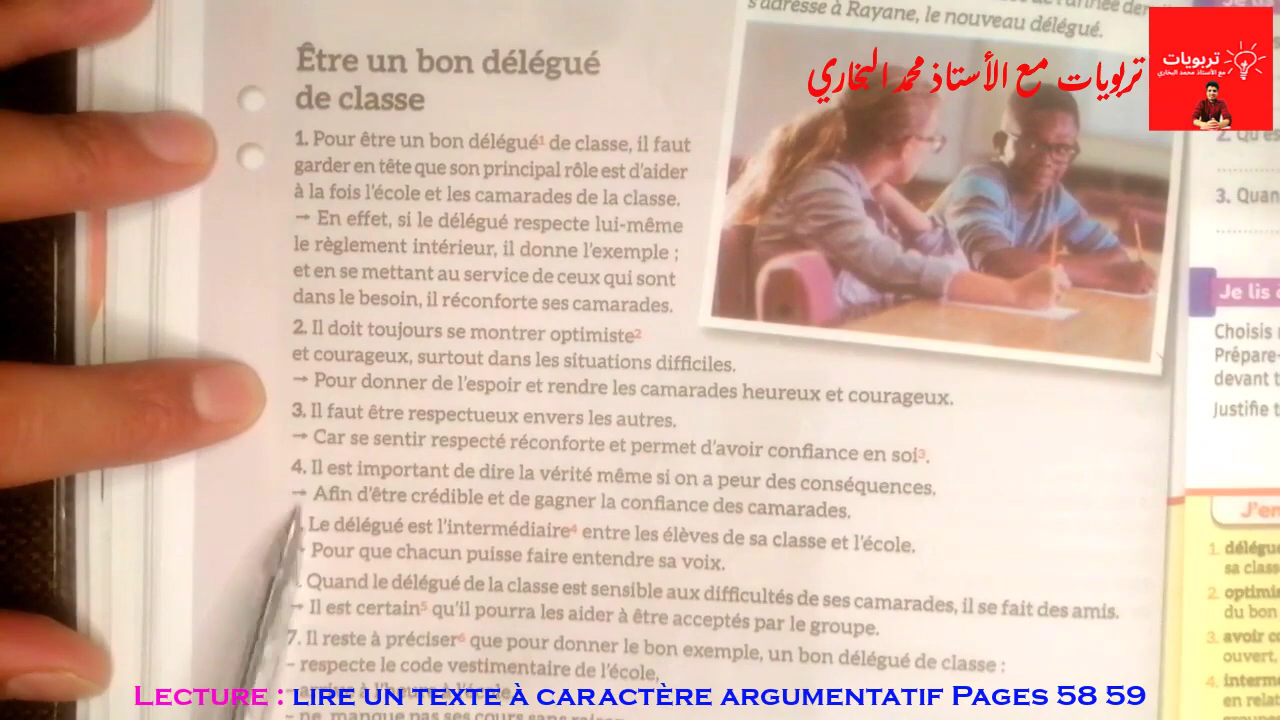 s'adresse à Rayane, le nouveau délégué.
تربويات مع الأستاذ محمد البخاري
تربويات
مع الأستاذ محمد البخاري
Être un bon délégué
de classe
1. Pour être un bon délégué¹ de classe, il faut
garder en tête que son principal rôle est d'aider
à la fois l'école et les camarades de la classe.
→ En effet, si le délégué respecte lui-même
le règlement intérieur, il donne l'exemple ;
et en se mettant au service de ceux qui sont
dans le besoin, il réconforte ses camarades.
2. Il doit toujours se montrer optimiste²
et courageux, surtout dans les situations difficiles.
→ Pour donner de l'espoir et rendre les camarades heureux et courageux.
3. Il faut être respectueux envers les autres.
→ Car se sentir respecté réconforte et permet d'avoir confiance en soi³.
4. Il est important de dire la vérité même si on a peur des conséquences.
→ Afin d'être crédible et de gagner la confiance des camarades.
. Le délégué est l'intermédiaire⁴ entre les élèves de sa classe et l'école.
Pour que chacun puisse faire entendre sa voix.
. Quand le délégué de la classe est sensible aux difficultés de ses camarades, il se fait des amis.
→ Il est certain⁵ qu'il pourra les aider à être acceptés par le groupe.
7. Il reste à préciser⁶ que pour donner le bon exemple, un bon délégué de classe :
– respecte le code vestimentaire de l'école,
– ne manque pas ses cours sans
2.
3. Quan
Je lis
Choisis
Prépare-
devant t
Justifie t
J'en
1. délégué
sa class
2. optimis
du bon
3. avoir co
ouvert,
4. interm
en rela
Lecture : lire un texte à caractère argumentatif Pages 58 59